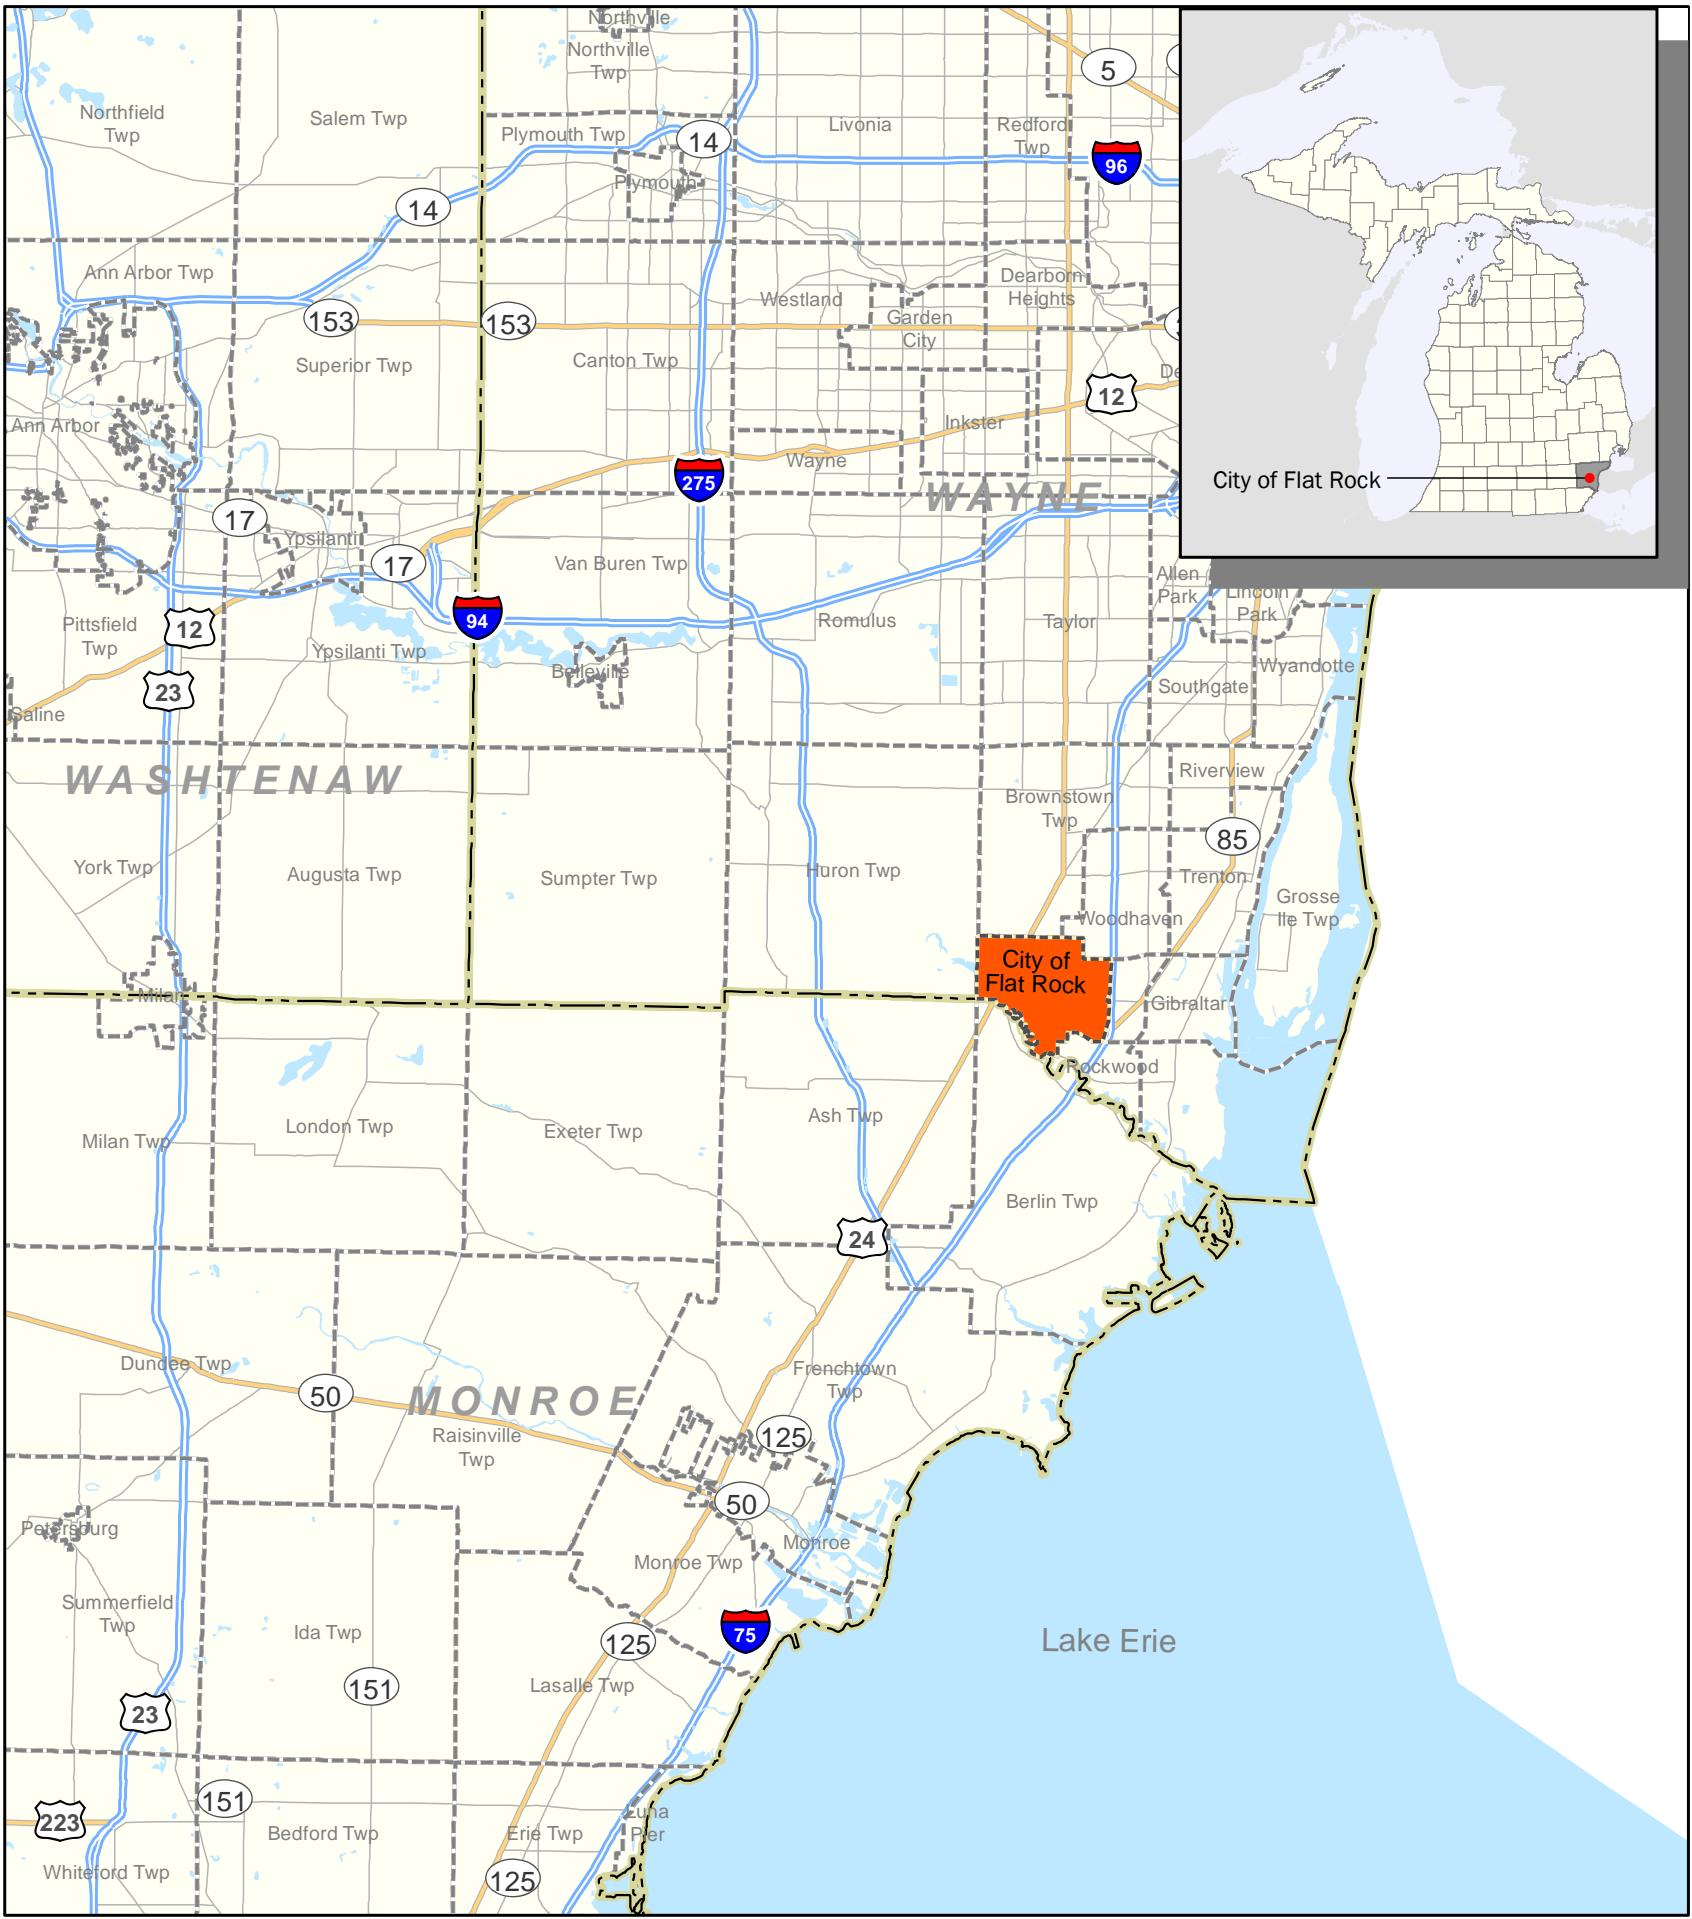 Northville
Northville
Twp
5
Northfield
Twp
Salem Twp
Plymouth Twp
14
Livonia
Redford
Twp
96
Plymouth
14
Ann Arbor Twp
153
153
Westland
Dearborn
Heights
Garden
City
Superior Twp
Canton Twp
12
De
Ann Arbor
Inkster
Wayne
275
WAYNE
City of Flat Rock
17
Ypsilanti
17
Van Buren Twp
Allen
Park
Lincoln
Park
94
Romulus
Taylor
Pittsfield
Twp
12
Ypsilanti Twp
Belleville
Wyandotte
23
Southgate
Saline
WASHTENAW
Riverview
Brownstown
Twp
85
York Twp
Augusta Twp
Sumpter Twp
Huron Twp
Trenton
Grosse
Ile Twp
Woodhaven
City of
Flat Rock
Milan
Gibraltar
Rockwood
Milan Twp
London Twp
Exeter Twp
Ash Twp
Berlin Twp
24
Dundee Twp
50
MONROE
Frenchtown
Twp
Raisinville
Twp
125
50
Petersburg
Monroe
Monroe Twp
Summerfield
Twp
Ida Twp
125
75
Lake Erie
151
Lasalle Twp
23
151
223
Bedford Twp
Erie Twp
Luna
Pier
Whiteford Twp
125